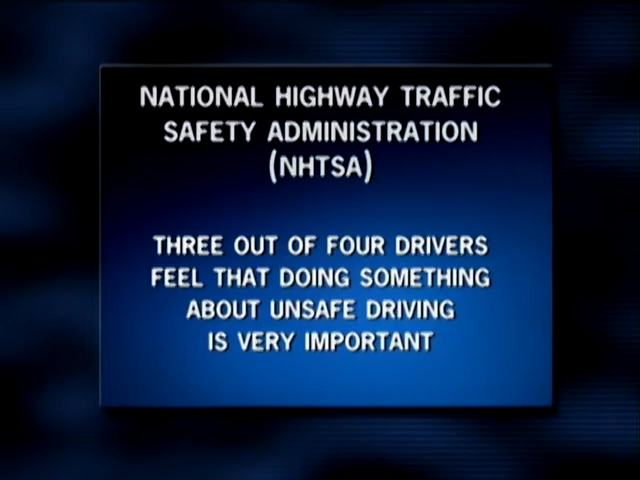 NATIONAL HIGHWAY TRAFFIC
SAFETY ADMINISTRATION
(NHTSA)
THREE OUT OF FOUR DRIVERS
FEEL THAT DOING SOMETHING
ABOUT UNSAFE DRIVING
IS VERY IMPORTANT